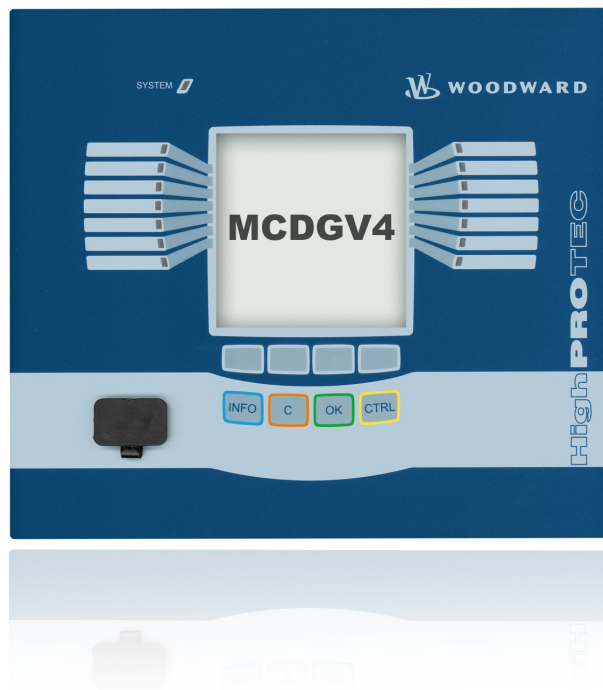 SYSTEM
WOODWARD
MCDGV4
HighPROTEC
INFO
C
OK
CTRL